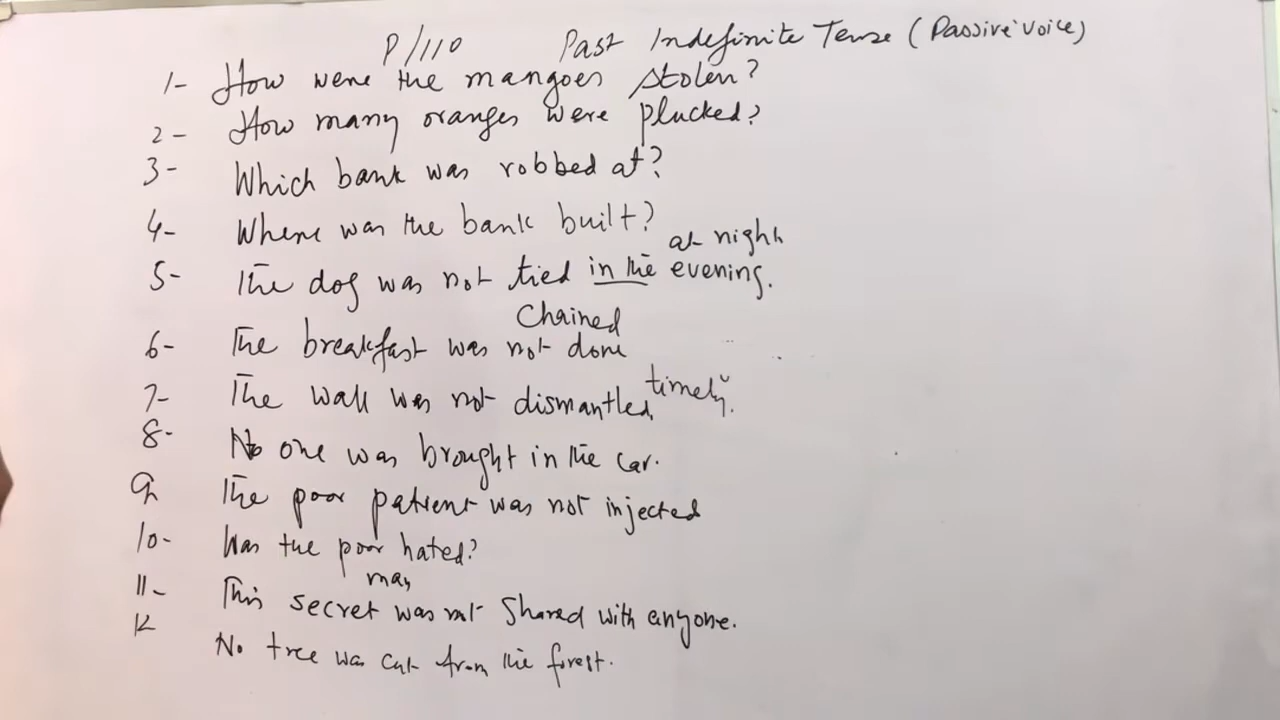 P/110 Past Indefinite Tense (Passive Voice)
1- How were the mangoes stolen?
2- How many oranges were plucked?
3- Which bank was robbed at?
4- Where was the bank built?
at night
5- The dog was not tied in the evening.
Chained
6- The breakfast was not done
timely.
7- The wall was not dismantled
8- No one was brought in the car.
9 The poor patient was not injected
10- Was the poor hated?
man
11- This secret was not shared with anyone.
12 No tree was cut from the forest.